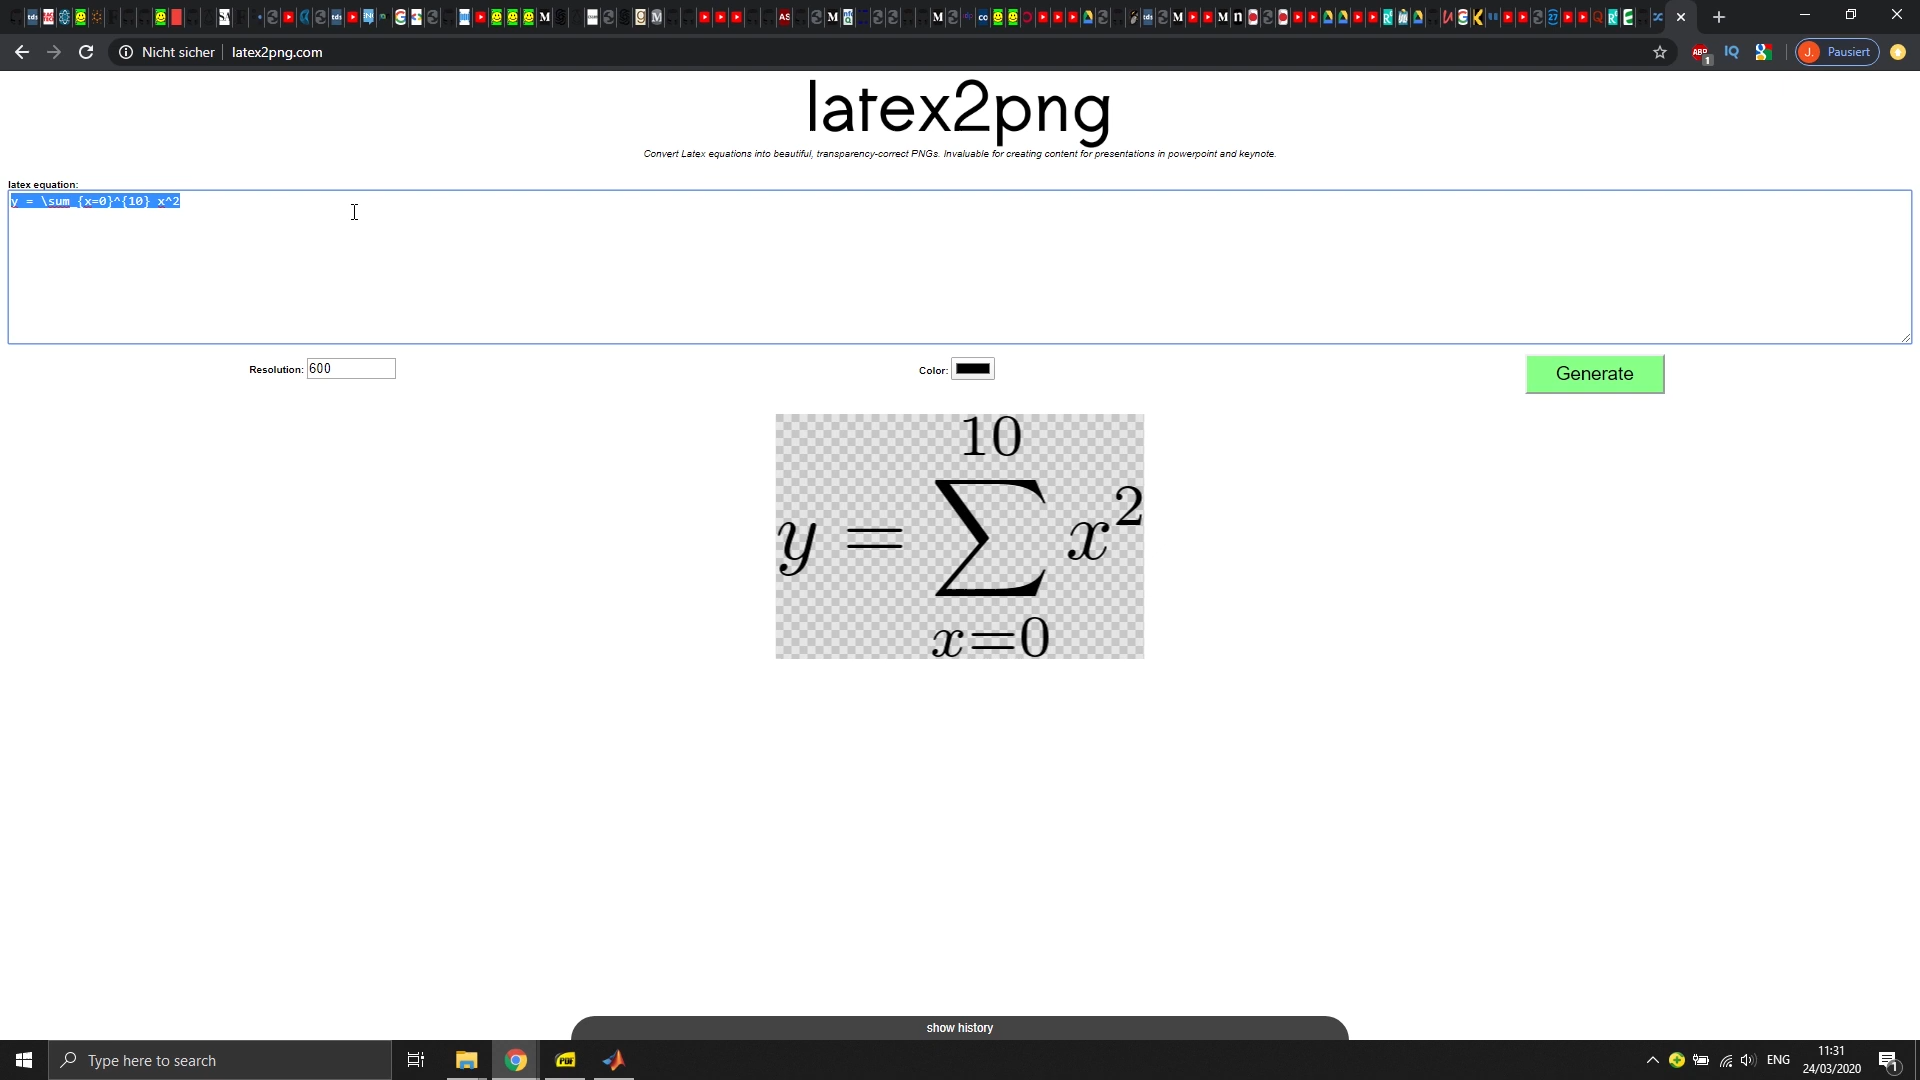 Nicht sicher latex2png.com
J. Pausiert
latex2png
Convert Latex equations into beautiful, transparency-correct PNGs. Invaluable for creating content for presentations in powerpoint and keynote.
latex equation:
y = \sum_{x=0}^{10} x^2
Resolution: 600
Color:
Generate
10
y = ∑ x²
x=0
show history
Type here to search
ENG
11:31
24/03/2020
1